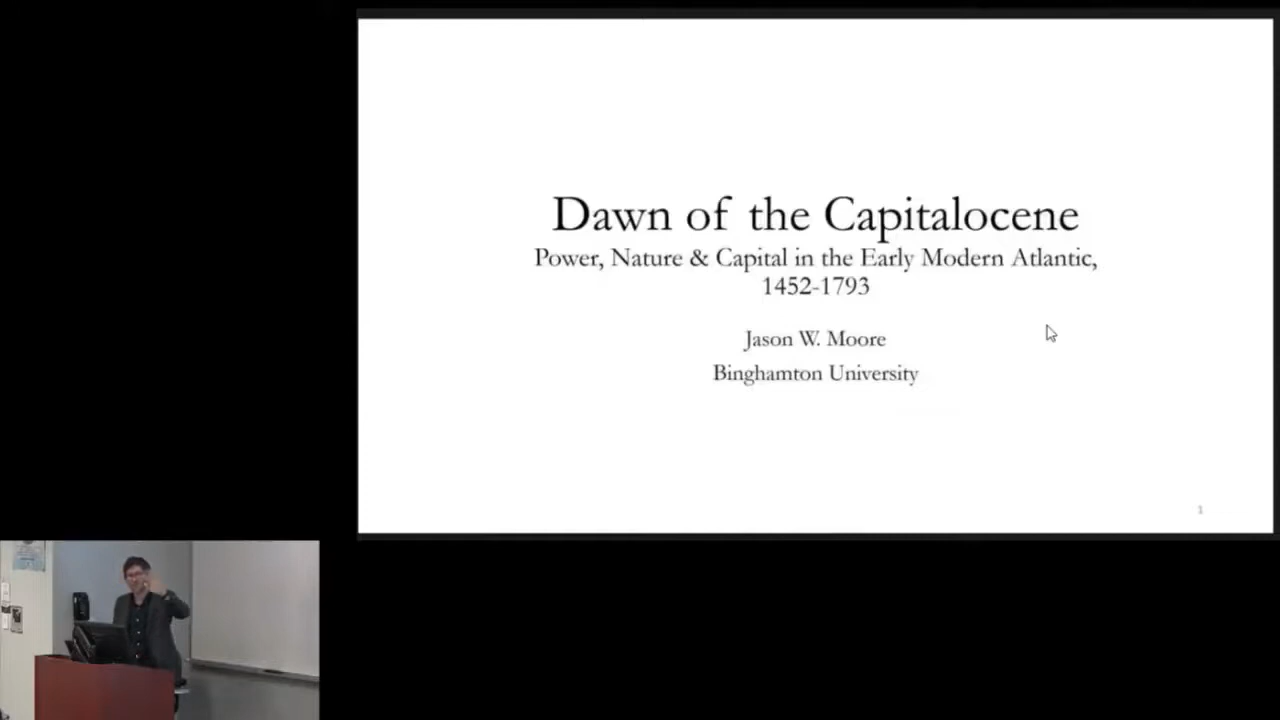 Dawn of the Capitalocene
Power, Nature & Capital in the Early Modern Atlantic,
1452-1793
Jason W. Moore
Binghamton University
1